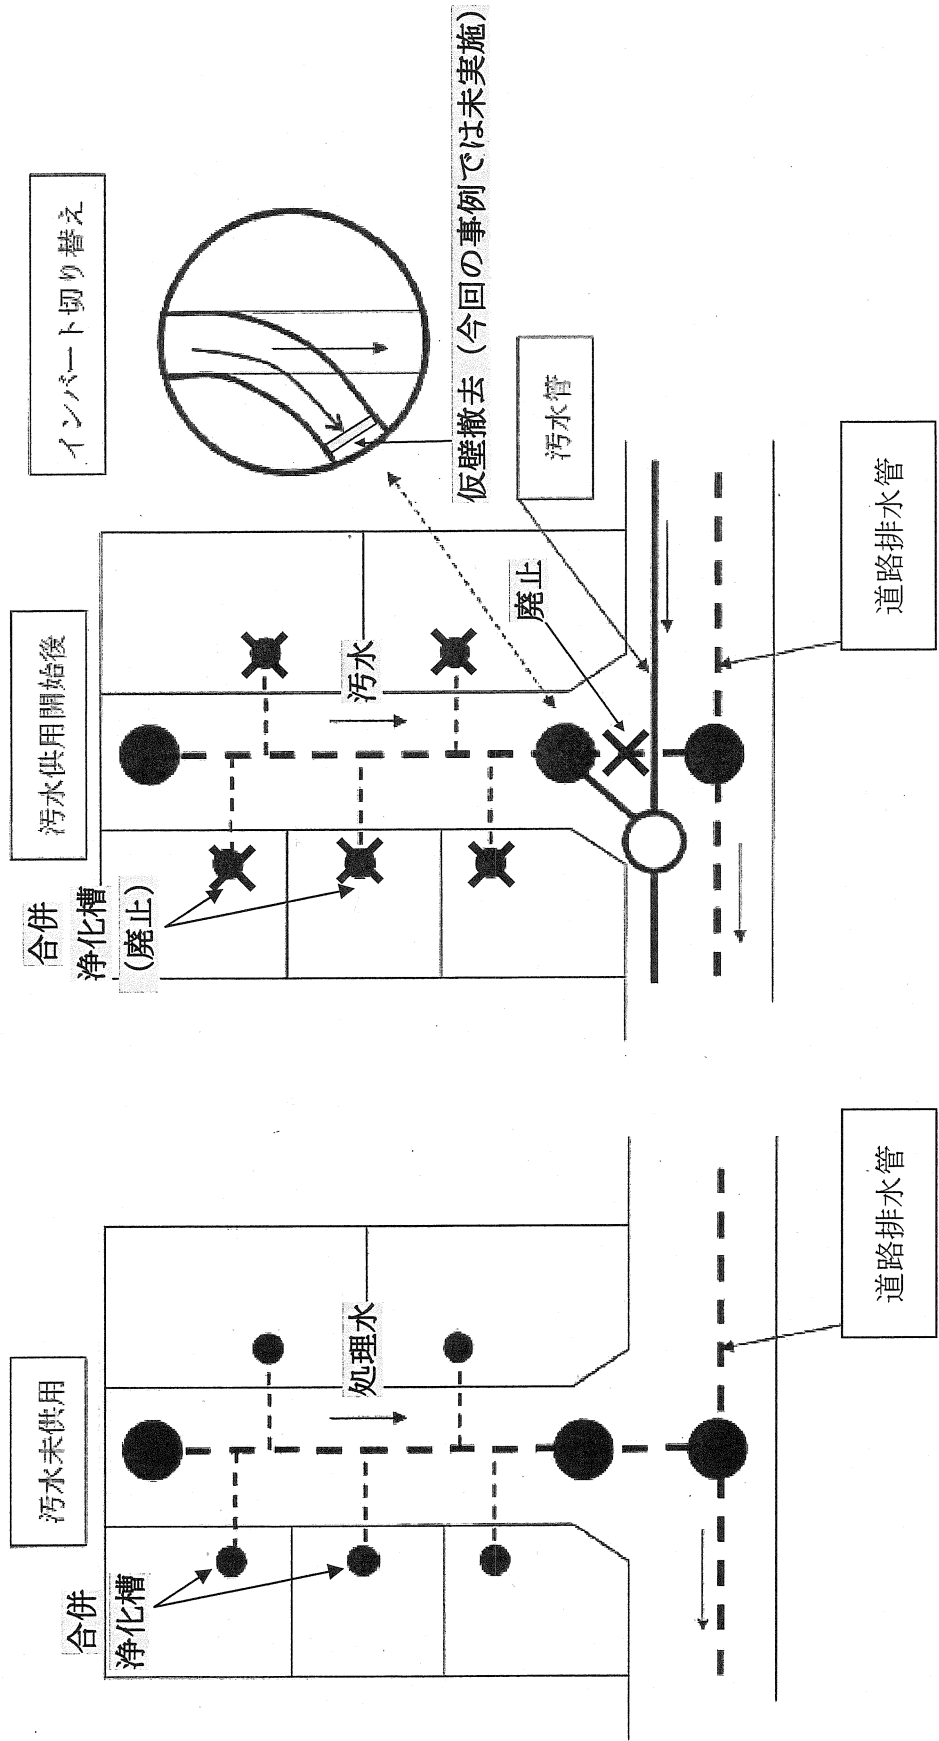 汚水未供用
合併
浄化槽
処理水
道路排水管
汚水供用開始後
合併
浄化槽
（廃止）
汚水
廃止
汚水管
道路排水管
インバート切り替え
仮壁撤去（今回の事例では未実施）